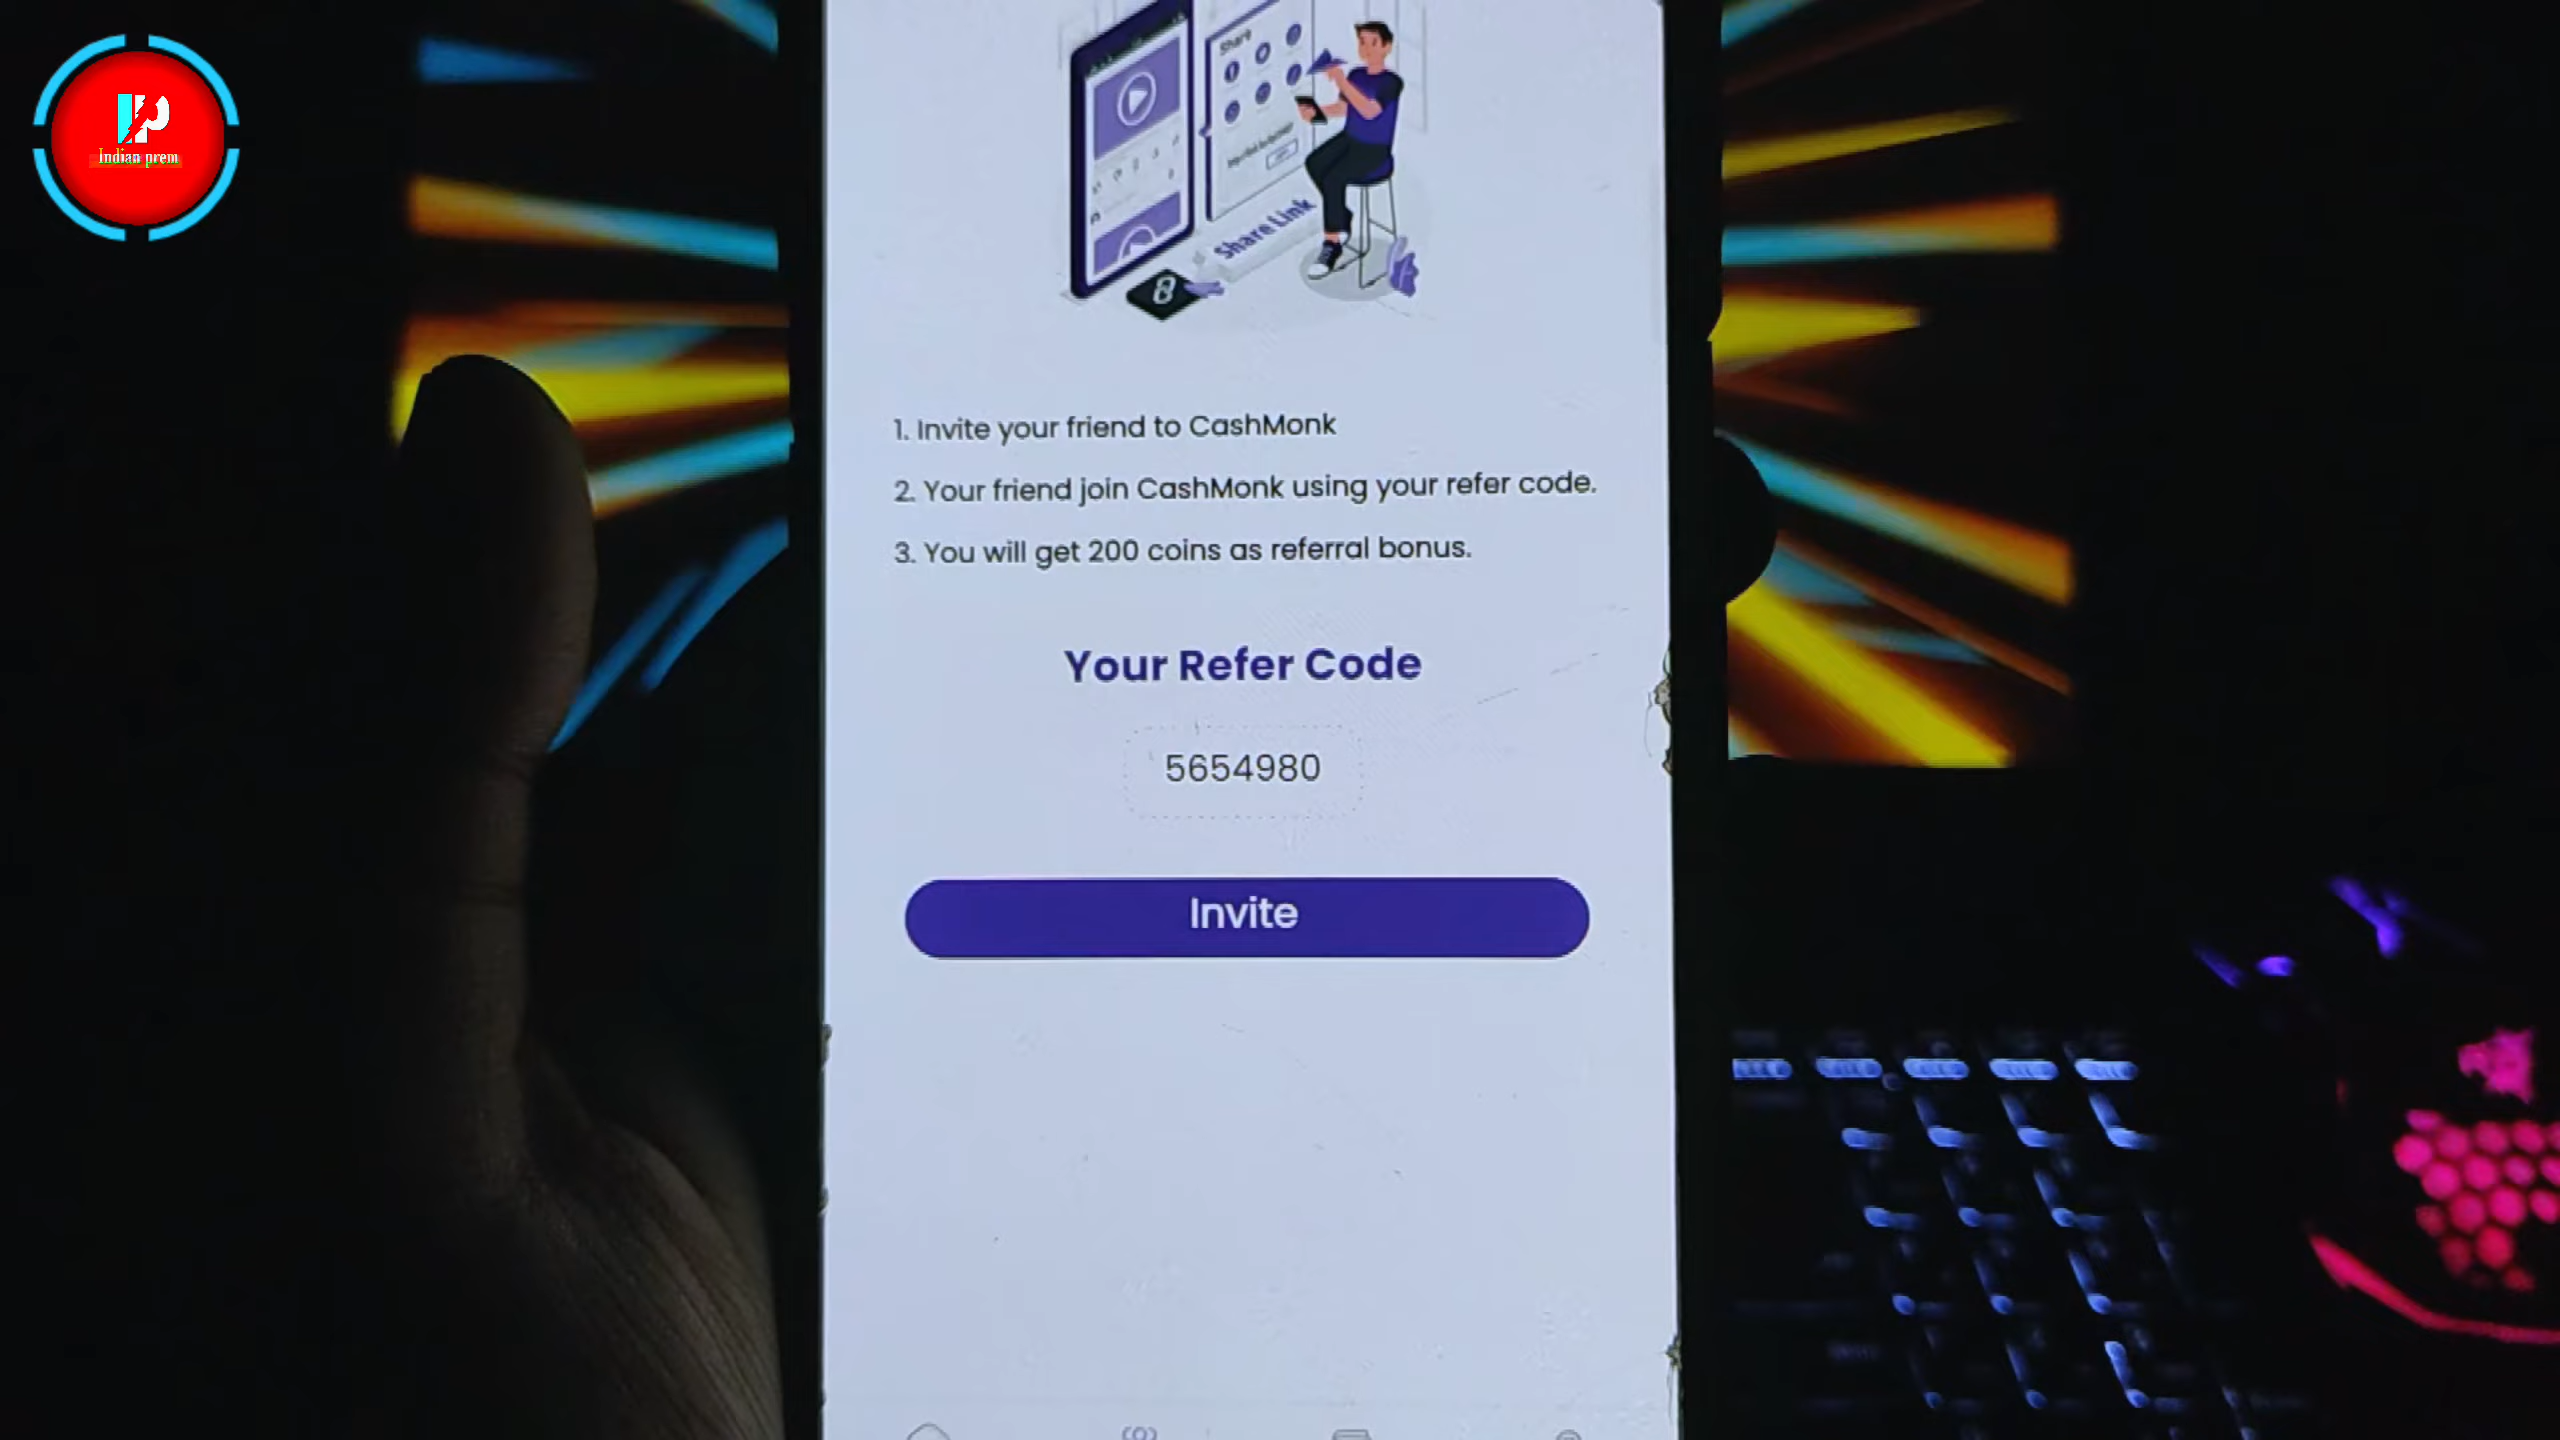 Indian prem
Share
Share Link
1. Invite your friend to CashMonk
2. Your friend join CashMonk using your refer code.
3. You will get 200 coins as referral bonus.
Your Refer Code
5654980
Invite